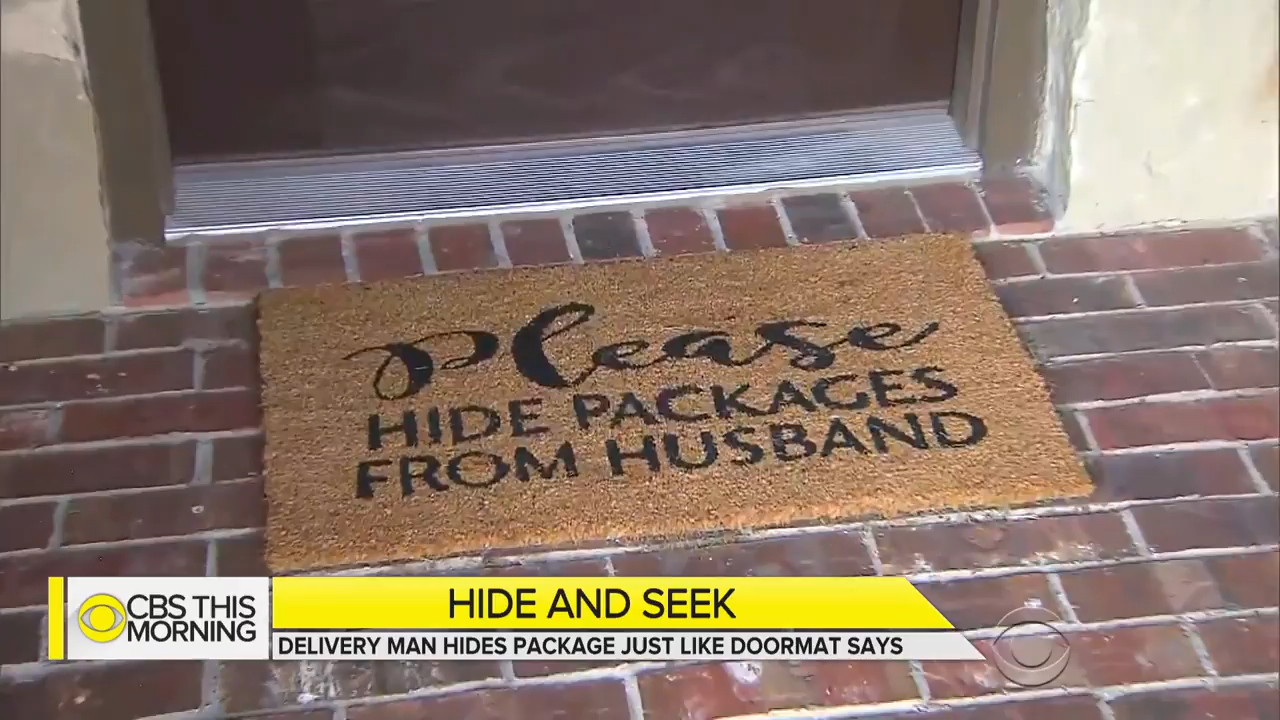 Please
HIDE PACKAGES
FROM HUSBAND
CBS THIS
MORNING
HIDE AND SEEK
DELIVERY MAN HIDES PACKAGE JUST LIKE DOORMAT SAYS